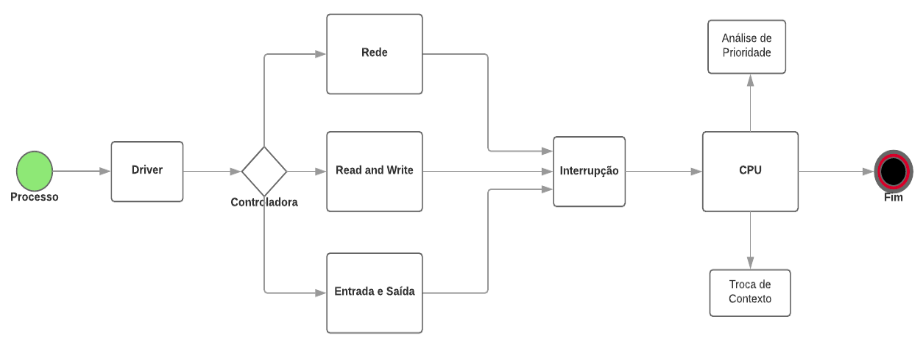 Processo
Driver
Controladora
Rede
Read and Write
Entrada e Saída
Interrupção
Análise de
Prioridade
CPU
Troca de
Contexto
Fim